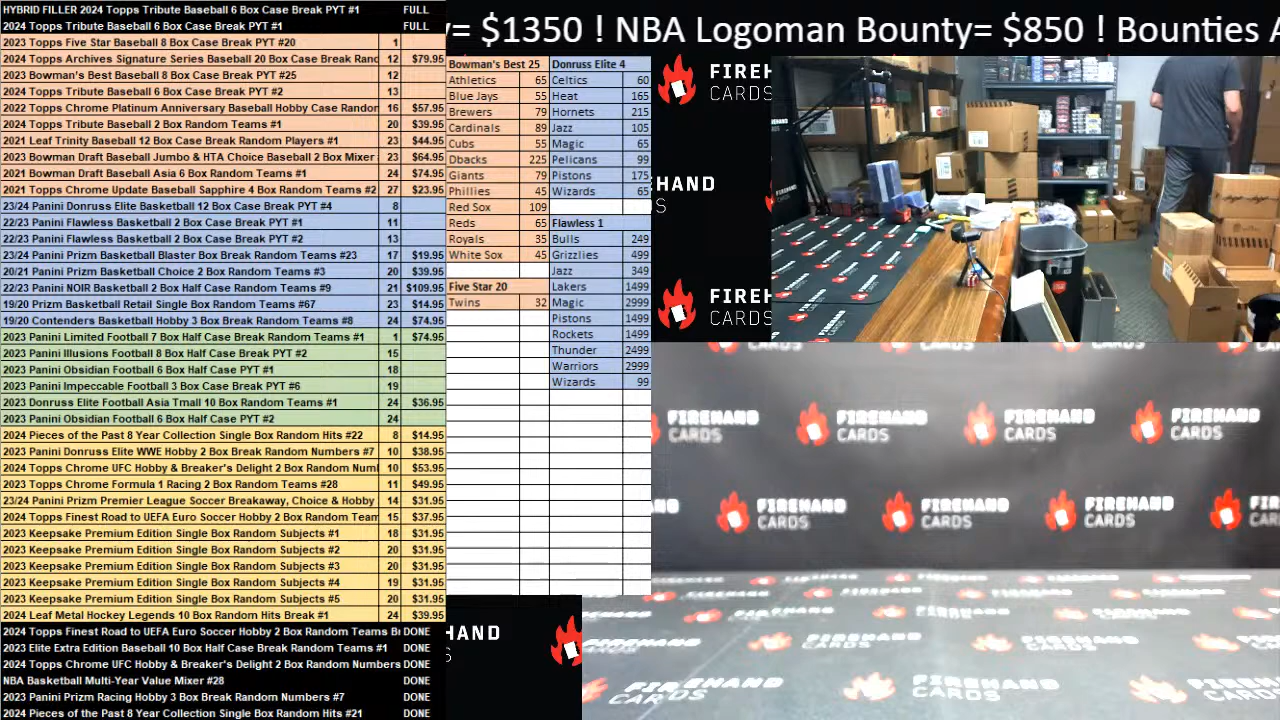 HYBRID FILLER 2024 Topps Tribute Baseball 6 Box Case Break PYT #1 FULL
2024 Topps Tribute Baseball 6 Box Case Break PYT #1 FULL
2023 Topps Five Star Baseball 8 Box Case Break PYT #20 1
2024 Topps Archives Signature Series Baseball 20 Box Case Break Ranc 12 $79.95
2023 Bowman's Best Baseball 8 Box Case Break PYT #25 12
2024 Topps Tribute Baseball 6 Box Case Break PYT #2 13
2022 Topps Chrome Platinum Anniversary Baseball Hobby Case Randor 16 $57.95
2024 Topps Tribute Baseball 2 Box Random Teams #1 20 $39.95
2021 Leaf Trinity Baseball 12 Box Case Break Random Players #1 23 $44.95
2023 Bowman Draft Baseball Jumbo & HTA Choice Baseball 2 Box Mixer 23 $64.95
2021 Bowman Draft Baseball Asia 6 Box Random Teams #1 24 $74.95
2021 Topps Chrome Update Baseball Sapphire 4 Box Random Teams #2 27 $23.95
23/24 Panini Donruss Elite Basketball 12 Box Case Break PYT #4 8
22/23 Panini Flawless Basketball 2 Box Case Break PYT #1 11
22/23 Panini Flawless Basketball 2 Box Case Break PYT #2 13
23/24 Panini Prizm Basketball Blaster Box Break Random Teams #23 17 $19.95
20/21 Panini Prizm Basketball Choice 2 Box Random Teams #3 20 $39.95
22/23 Panini NOIR Basketball 2 Box Half Case Break Random Teams #9 21 $109.95
19/20 Prizm Basketball Retail Single Box Random Teams #67 23 $14.95
19/20 Contenders Basketball Hobby 3 Box Break Random Teams #8 24 $74.95
2023 Panini Limited Football 7 Box Half Case Break Random Teams #1 1 $74.95
2023 Panini Illusions Football 8 Box Half Case Break PYT #2 15
2023 Panini Obsidian Football 6 Box Half Case PYT #1 18
2023 Panini Impeccable Football 3 Box Case Break PYT #6 19
2023 Donruss Elite Football Asia Tmall 10 Box Random Teams #1 24 $36.95
2023 Panini Obsidian Football 6 Box Half Case PYT #2 24
2024 Pieces of the Past 8 Year Collection Single Box Random Hits #22 8 $14.95
2023 Panini Donruss Elite WWE Hobby 2 Box Break Random Numbers #7 10 $38.95
2024 Topps Chrome UFC Hobby & Breaker's Delight 2 Box Random Numl 10 $53.95
2023 Topps Chrome Formula 1 Racing 2 Box Random Teams #28 11 $49.95
23/24 Panini Prizm Premier League Soccer Breakaway, Choice & Hobby 14 $31.95
2024 Topps Finest Road to UEFA Euro Soccer Hobby 2 Box Random Team 15 $37.95
2023 Keepsake Premium Edition Single Box Random Subjects #1 18 $31.95
2023 Keepsake Premium Edition Single Box Random Subjects #2 20 $31.95
2023 Keepsake Premium Edition Single Box Random Subjects #3 20 $31.95
2023 Keepsake Premium Edition Single Box Random Subjects #4 19 $31.95
2023 Keepsake Premium Edition Single Box Random Subjects #5 20 $31.95
2024 Leaf Metal Hockey Legends 10 Box Random Hits Break #1 24 $39.95
2024 Topps Finest Road to UEFA Euro Soccer Hobby 2 Box Random Teams Bi DONE
2023 Elite Extra Edition Baseball 10 Box Half Case Break Random Teams #1 DONE
2024 Topps Chrome UFC Hobby & Breaker's Delight 2 Box Random Numbers DONE
NBA Basketball Multi-Year Value Mixer #28 DONE
2023 Panini Prizm Racing Hobby 3 Box Break Random Numbers #7 DONE
2024 Pieces of the Past 8 Year Collection Single Box Random Hits #21 DONE
= $1350 ! NBA Logoman Bounty= $850 ! Bounties A
Bowman's Best 25
Athletics 65
Blue Jays 55
Brewers 79
Cardinals 89
Cubs 55
Dbacks 225
Giants 79
Phillies 45
Red Sox 109
Reds 65
Royals 35
White Sox 45
Five Star 20
Twins 32
Donruss Elite 4
Celtics 60
Heat 165
Hornets 215
Jazz 105
Magic 65
Pelicans 99
Pistons 175
Wizards 65
Flawless 1
Bulls 249
Grizzlies 499
Jazz 349
Lakers 1499
Magic 2999
Pistons 1499
Rockets 1499
Thunder 2499
Warriors 2999
Wizards 99
FIREH
CARDS
HAND
S
FIREH
CARDS
HAND
S
FIREHAND
CARDS
FIREHAND
CARDS
FIREHAND
CARDS
FIREHAND
CARDS
FIREHAND
CARDS
FIREHAND
CARDS
FIREHAND
CARDS
FIREHAND
CARDS